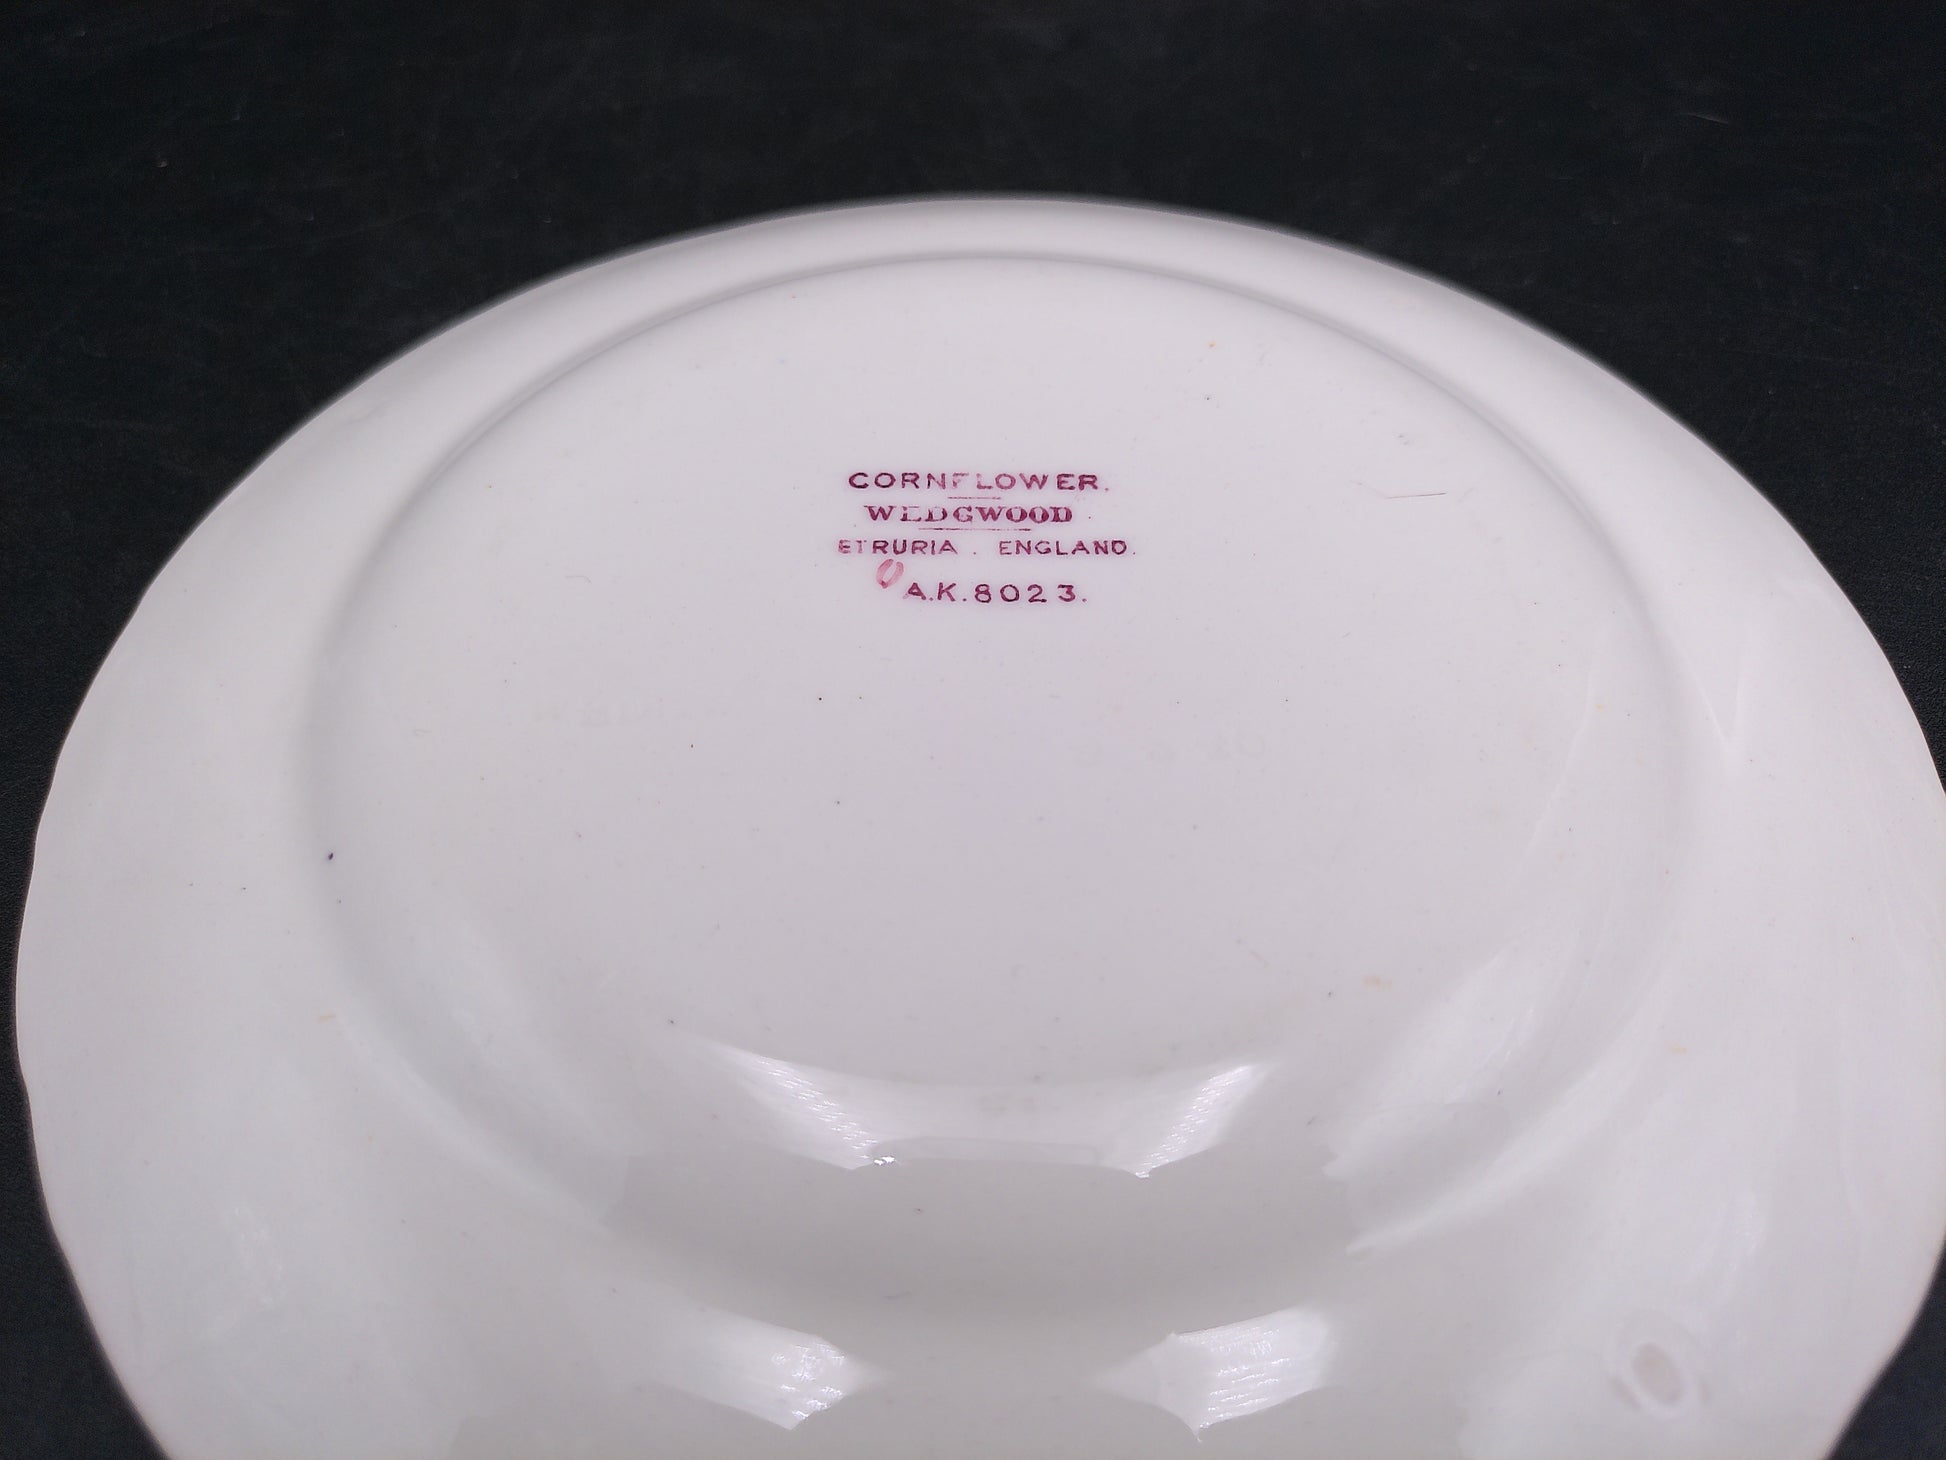 CORNFLOWER.
WEDGWOOD
ETRURIA . ENGLAND.
A.K.8023.